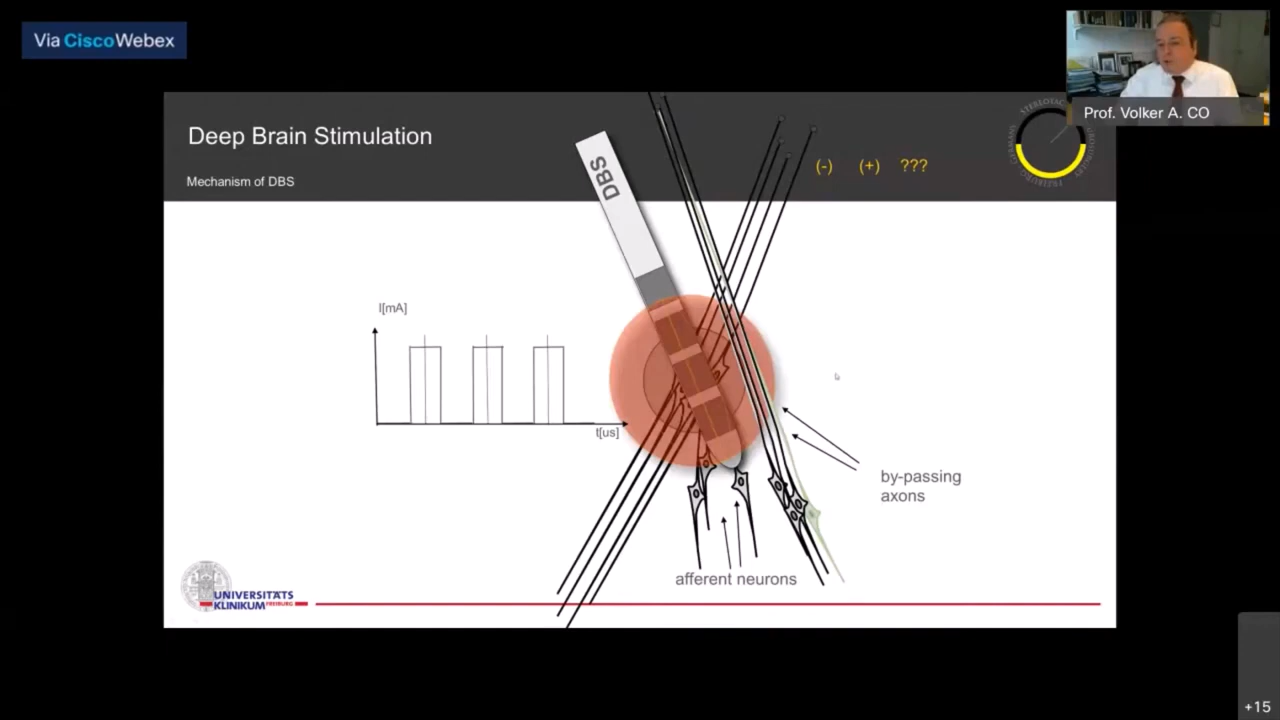 Via Cisco Webex
Prof. Volker A. CO
Deep Brain Stimulation
Mechanism of DBS
(-) (+) ???
DBS
I[mA]
t[us]
by-passing
axons
afferent neurons
UNIVERSITÄTS
KLINIKUM FREIBURG
+15